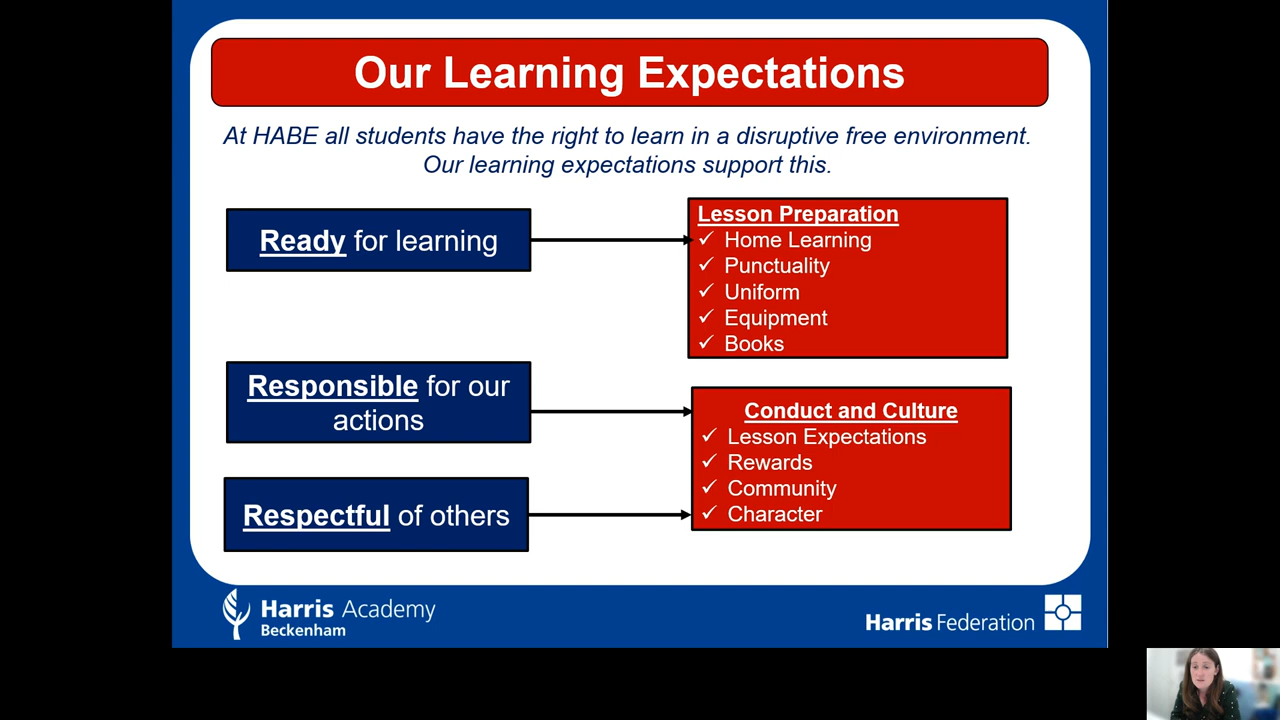 Our Learning Expectations
At HABE all students have the right to learn in a disruptive free environment.
Our learning expectations support this.
Ready for learning
Lesson Preparation
✓ Home Learning
✓ Punctuality
✓ Uniform
✓ Equipment
✓ Books
Responsible for our
actions
Respectful of others
Conduct and Culture
✓ Lesson Expectations
✓ Rewards
✓ Community
✓ Character
Harris Academy
Beckenham
Harris Federation